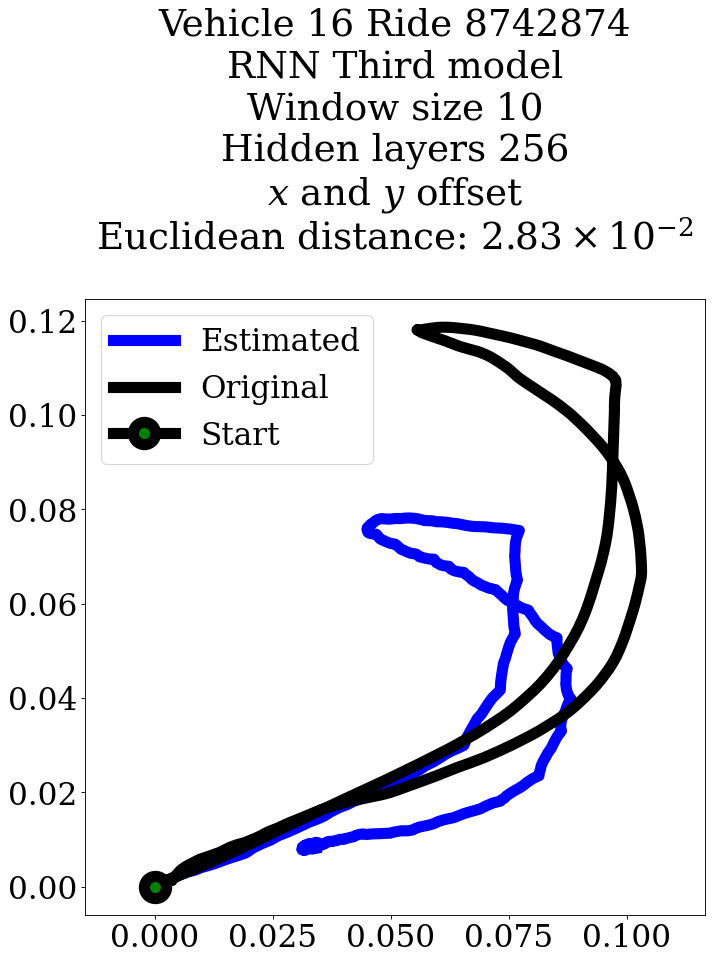 Vehicle 16 Ride 8742874
RNN Third model
Window size 10
Hidden layers 256
x and y offset
Euclidean distance: 2.83 × 10⁻²
Estimated
Original
Start
0.12
0.10
0.08
0.06
0.04
0.02
0.00
0.000 0.025 0.050 0.075 0.100